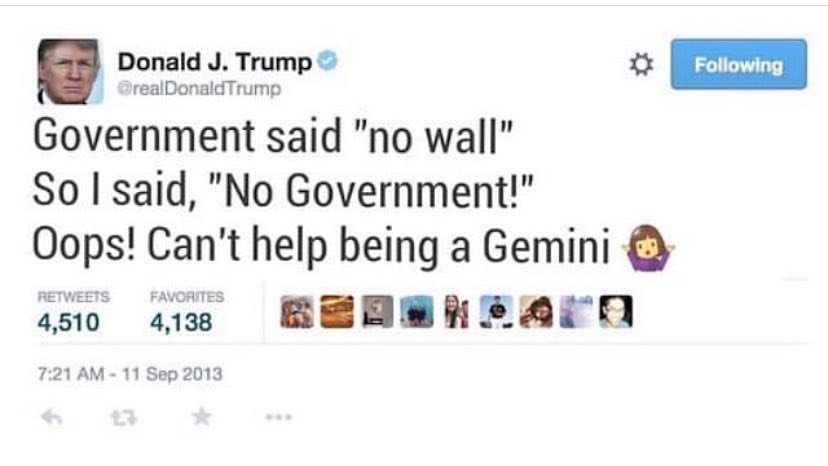 Donald J. Trump
@realDonaldTrump
Following
Government said "no wall"
So I said, "No Government!"
Oops! Can't help being a Gemini 🤷‍♀️
RETWEETS FAVORITES
4,510 4,138
7:21 AM - 11 Sep 2013